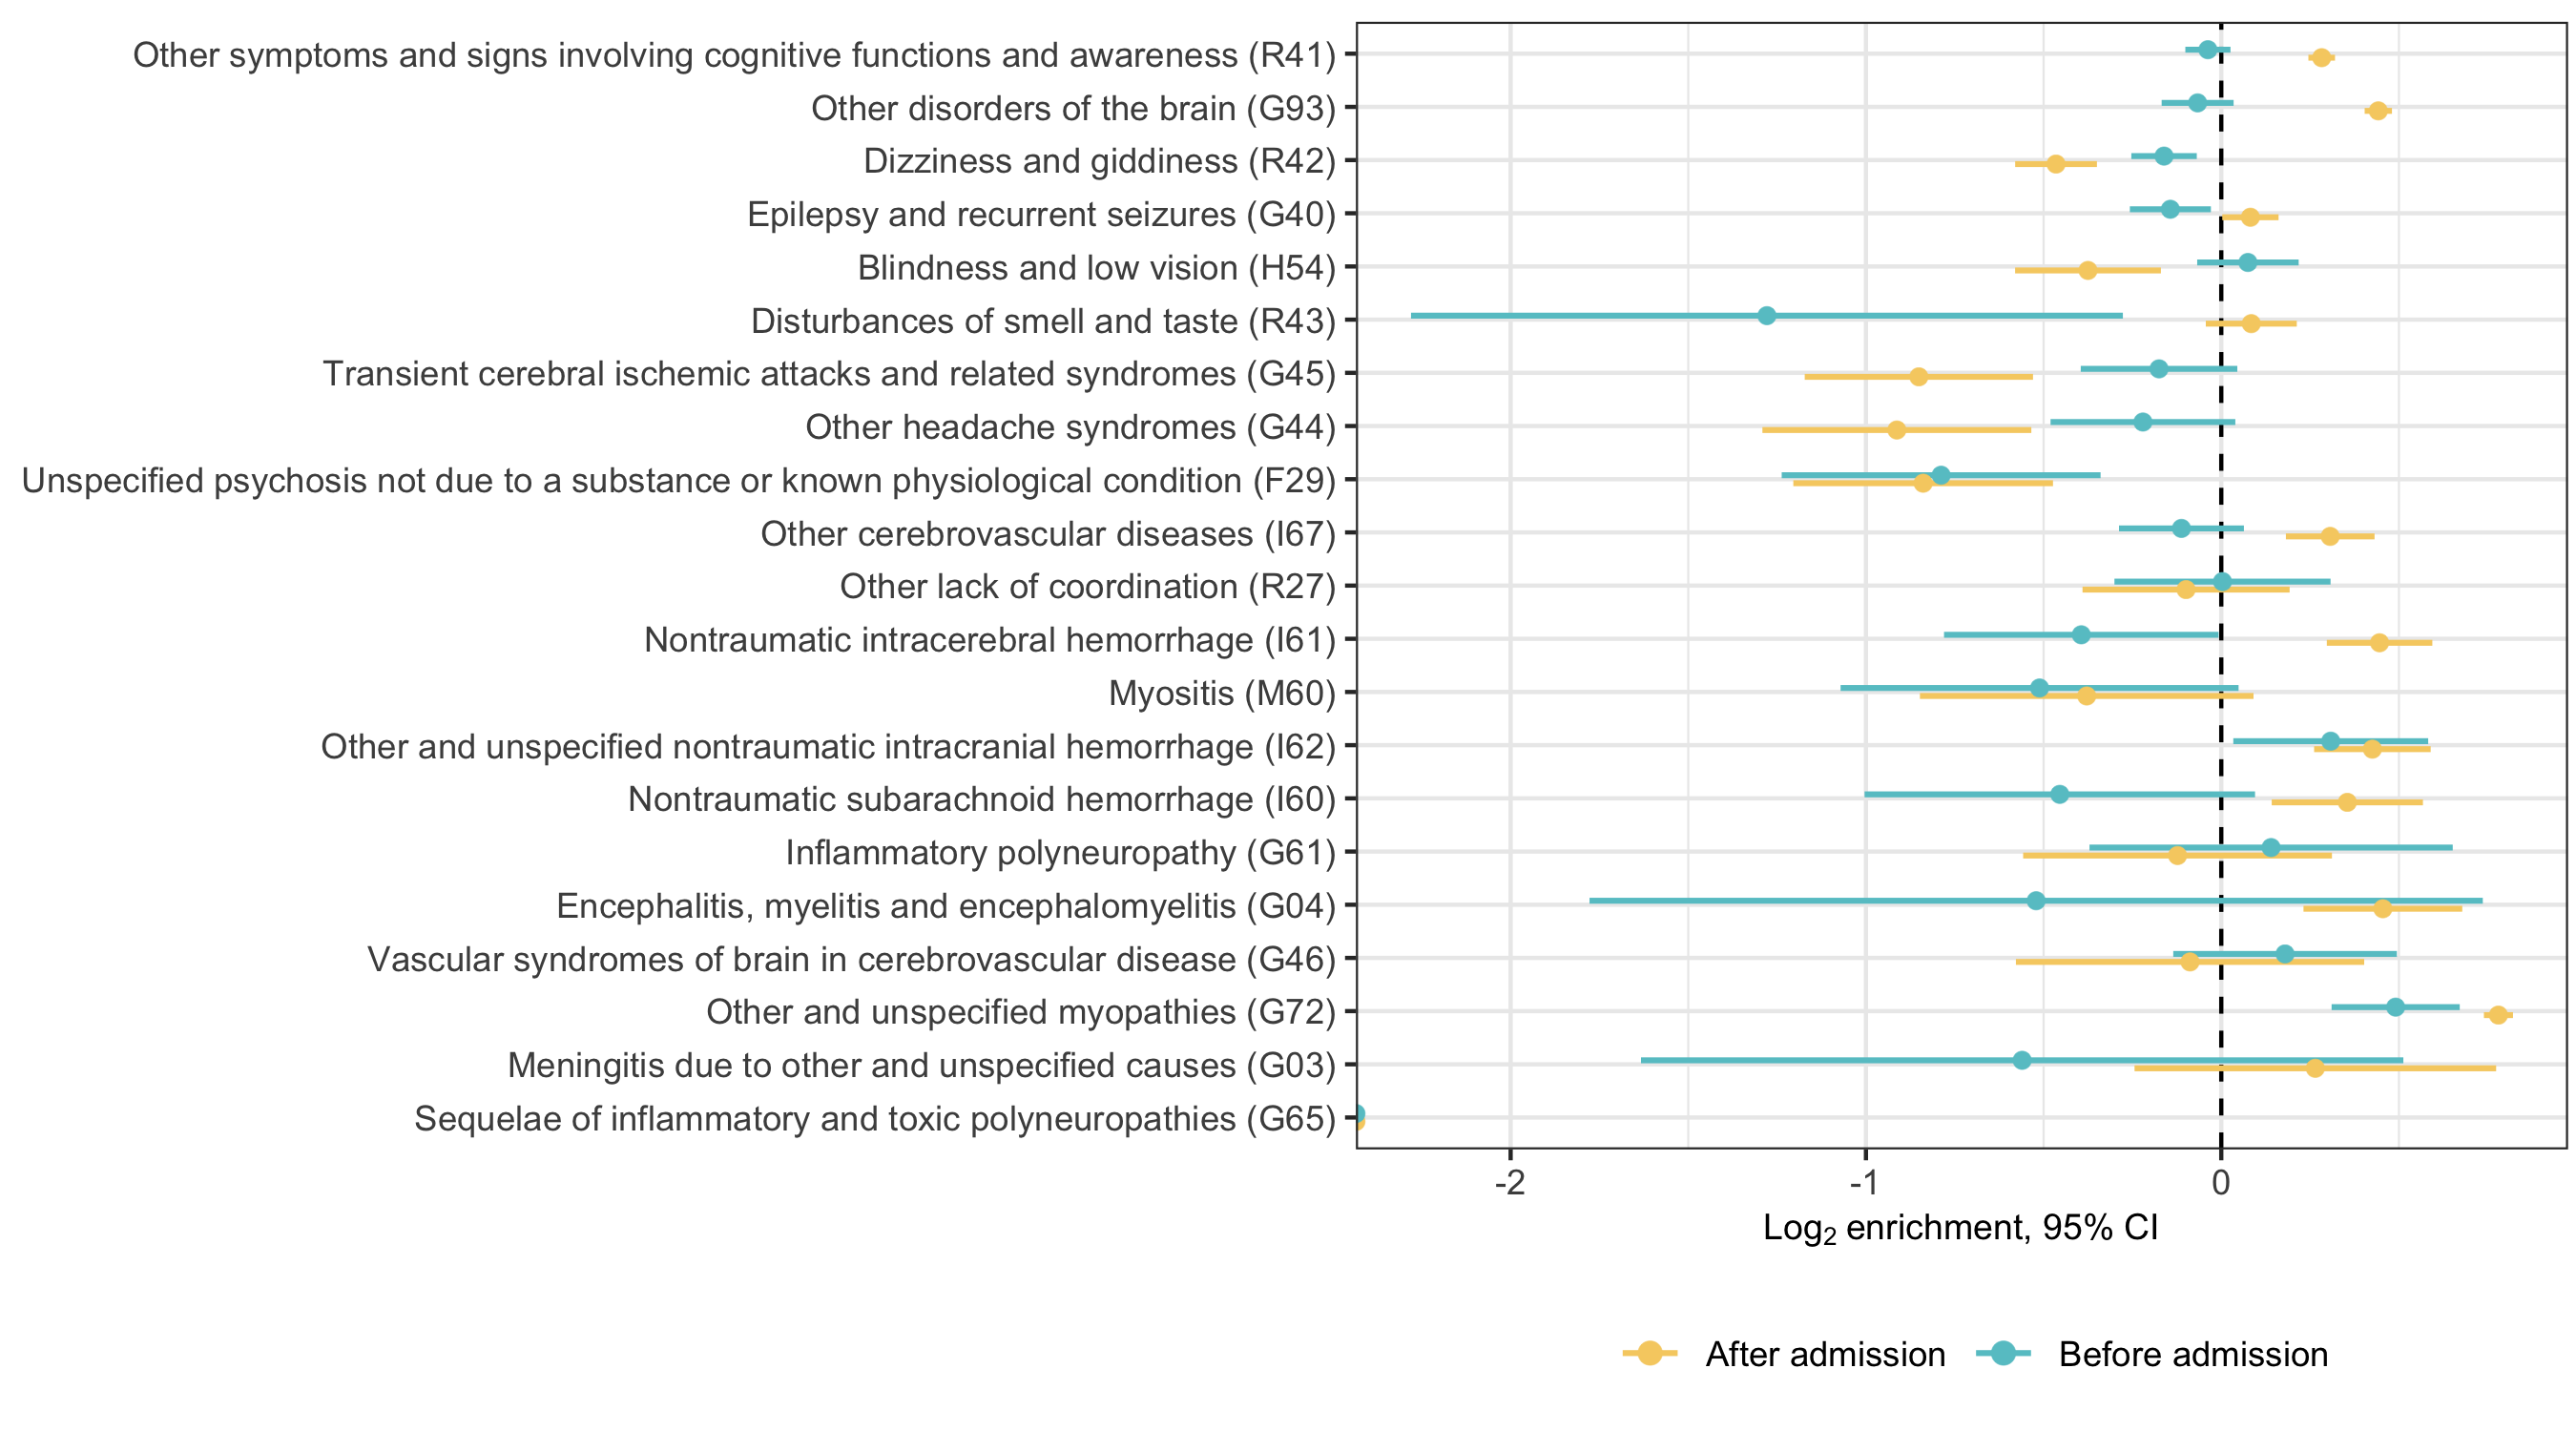 Other symptoms and signs involving cognitive functions and awareness (R41)
Other disorders of the brain (G93)
Dizziness and giddiness (R42)
Epilepsy and recurrent seizures (G40)
Blindness and low vision (H54)
Disturbances of smell and taste (R43)
Transient cerebral ischemic attacks and related syndromes (G45)
Other headache syndromes (G44)
Unspecified psychosis not due to a substance or known physiological condition (F29)
Other cerebrovascular diseases (I67)
Other lack of coordination (R27)
Nontraumatic intracerebral hemorrhage (I61)
Myositis (M60)
Other and unspecified nontraumatic intracranial hemorrhage (I62)
Nontraumatic subarachnoid hemorrhage (I60)
Inflammatory polyneuropathy (G61)
Encephalitis, myelitis and encephalomyelitis (G04)
Vascular syndromes of brain in cerebrovascular disease (G46)
Other and unspecified myopathies (G72)
Meningitis due to other and unspecified causes (G03)
Sequelae of inflammatory and toxic polyneuropathies (G65)
-2 -1 0
Log₂ enrichment, 95% CI
After admission Before admission